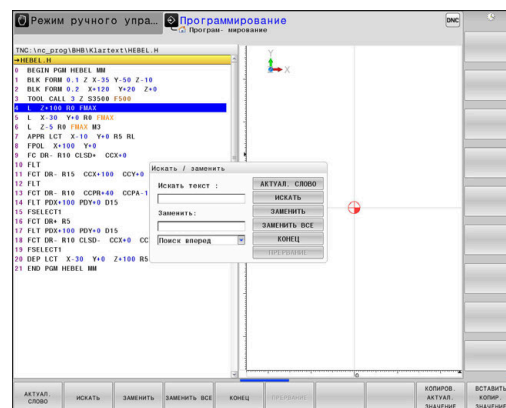 Режим ручного упра…
Программирование
Програм- мирование
DNC
TNC:\nc_prog\BHB\Klartext\HEBEL.H
→HEBEL.H
0 BEGIN PGM HEBEL MM
1 BLK FORM 0.1 Z X-35 Y-50 Z-10
2 BLK FORM 0.2 X+120 Y+20 Z+0
3 TOOL CALL 3 Z S3500 F500
4 L Z+100 R0 FMAX
5 L X-30 Y+0 R0 FMAX
6 L Z-5 R0 FMAX M3
7 APPR LCT X-10 Y+0 R5 RL
8 FPOL X+100 Y+0
9 FC DR- R10 CLSD+ CCX+0
10 FLT
11 FCT DR- R15 CCX+100 CCY+0
12 FLT
13 FCT DR- R10 CCPR+40 CCPA-1
14 FLT PDX+100 PDY+0 D15
15 FSELECT1
16 FCT DR+ R5
17 FLT PDX+100 PDY+0 D15
18 FCT DR- R10 CLSD- CCX+0 CC
19 FSELECT1
20 DEP LCT X-30 Y+0 Z+100 R5
21 END PGM HEBEL MM
Y
X
Искать / заменить
Искать текст :
АКТУАЛ. СЛОВО
ИСКАТЬ
Заменить:
ЗАМЕНИТЬ
ЗАМЕНИТЬ ВСЕ
Поиск вперед
КОНЕЦ
ПРЕРВАНИЕ
0
АКТУАЛ. СЛОВО
ИСКАТЬ
ЗАМЕНИТЬ
ЗАМЕНИТЬ ВСЕ
КОНЕЦ
ПРЕРВАНИЕ
КОПИРОВ. АКТУАЛ. ЗНАЧЕНИЕ
ВСТАВИТЬ КОПИР. ЗНАЧЕНИЕ